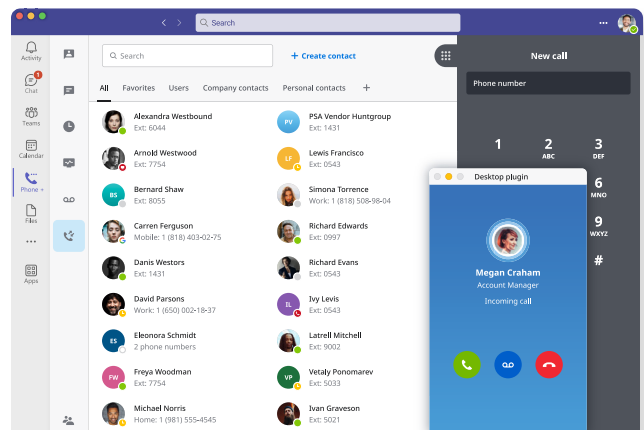 Search
Activity
Chat
1
Teams
Calendar
Phone +
Files
Apps
Search
+ Create contact
All Favorites Users Company contacts Personal contacts +
Alexandra Westbound
Ext: 6044
Arnold Westwood
Ext: 7754
BS
Bernard Shaw
Ext: 8055
Carren Ferguson
Mobile: 1 (818) 403-02-75
Danis Westors
Ext: 1431
David Parsons
Work: 1 (650) 002-18-37
ES
Eleonora Schmidt
2 phone numbers
FW
Freya Woodman
Ext: 7754
Michael Norris
Home: 1 (981) 555-4545
PV
PSA Vendor Huntgroup
Ext: 1431
LF
Lewis Francisco
Ext: 0543
Simona Torrence
Work: 1 (818) 508-98-04
Richard Edwards
Ext: 0997
Richard Evans
Ext: 0543
IL
Ivy Levis
Ext: 0543
Latrell Mitchell
Ext: 9002
VP
Vetaly Ponomarev
Ext: 5033
Ivan Graveson
Ext: 5021
New call
Phone number
1 2 3
ABC DEF
6
MNO
9
WXYZ
#
Desktop plugin
Megan Craham
Account Manager
Incoming call